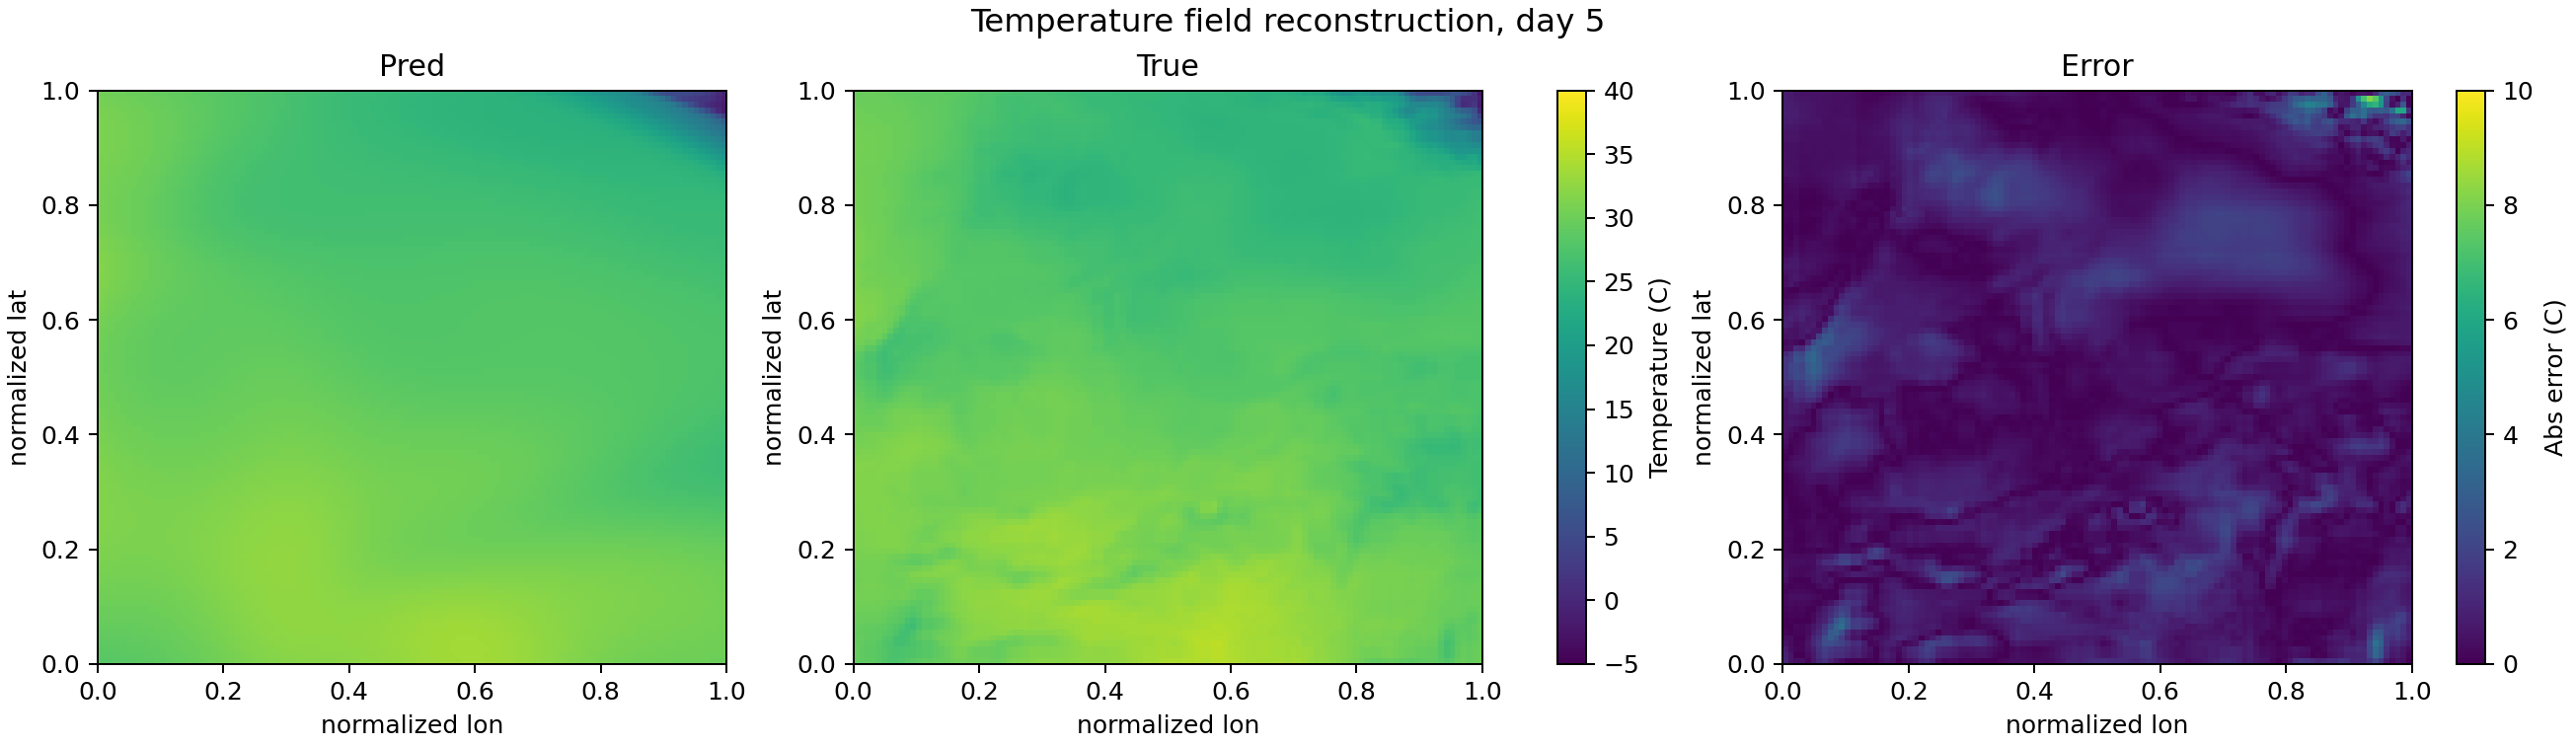 Temperature field reconstruction, day 5
Pred
1.0
0.8
0.6
0.4
0.2
0.0
normalized lat
0.0 0.2 0.4 0.6 0.8 1.0
normalized lon
True
1.0
0.8
0.6
0.4
0.2
0.0
normalized lat
0.0 0.2 0.4 0.6 0.8 1.0
normalized lon
40
35
30
25
20
15
10
5
0
−5
Temperature (C)
Error
1.0
0.8
0.6
0.4
0.2
0.0
normalized lat
0.0 0.2 0.4 0.6 0.8 1.0
normalized lon
10
8
6
4
2
0
Abs error (C)